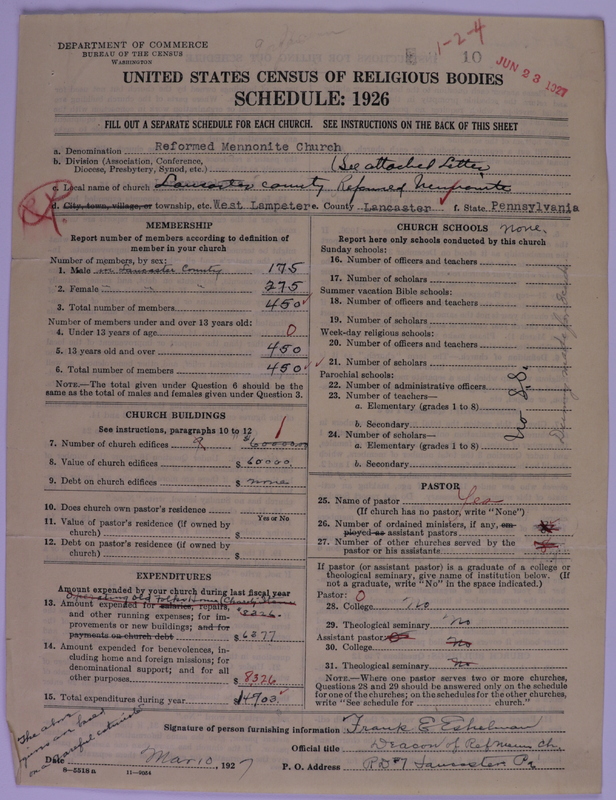 DEPARTMENT OF COMMERCE
BUREAU OF THE CENSUS
WASHINGTON
1-2-4
10
JUN 23 1927
UNITED STATES CENSUS OF RELIGIOUS BODIES
SCHEDULE: 1926
FILL OUT A SEPARATE SCHEDULE FOR EACH CHURCH. SEE INSTRUCTIONS ON THE BACK OF THIS SHEET
a. Denomination Reformed Mennonite Church
b. Division (Association, Conference,
Diocese, Presbytery, Synod, etc.) (See attached Letter
c. Local name of church Lancaster county Reformed Mennonite
d. City, town, village, or township, etc. West Lampeter e. County Lancaster f. State Pennsylvania
MEMBERSHIP
Report number of members according to definition of
member in your church
Number of members, by sex:
1. Male in Lancaster County 175
2. Female " " " 275
3. Total number of members 450
Number of members under and over 13 years old:
4. Under 13 years of age 0
5. 13 years old and over 450
6. Total number of members 450
NOTE.—The total given under Question 6 should be the
same as the total of males and females given under Question 3.
CHURCH BUILDINGS
See instructions, paragraphs 10 to 12
7. Number of church edifices
8. Value of church edifices $ 60000.
9. Debt on church edifices $ none
10. Does church own pastor's residence
Yes or No
11. Value of pastor's residence (if owned by
church) $
12. Debt on pastor's residence (if owned by
church) $
EXPENDITURES
Amount expended by your church during last fiscal year
13. Amount expended for salaries, repairs, 8326.
and other running expenses; for im-
provements or new building; and for
payments on church debt $ 6377
14. Amount expended for benevolences, in-
cluding home and foreign missions; for
denominational support; and for all
other purposes $ 8326
15. Total expenditures during year $ 14703.
CHURCH SCHOOLS none.
Report here only schools conducted by this church
Sunday schools:
16. Number of officers and teachers
17. Number of scholars
Summer vacation Bible schools:
18. Number of officers and teachers
19. Number of scholars
Week-day religious schools:
20. Number of officers and teachers
21. Number of scholars
Parochial schools:
22. Number of administrative officers
23. Number of teachers—
a. Elementary (grades 1 to 8)
b. Secondary
24. Number of scholars—
a. Elementary (grades 1 to 8)
b. Secondary
No S.S.
PASTOR
25. Name of pastor Yes
(If church has no pastor, write "None")
26. Number of ordained ministers, if any, em-
ployed as assistant pastors
27. Number of other churches served by the
pastor or his assistants
If pastor (or assistant pastor) is a graduate of a college or
theological seminary, give name of institution below. (If
not a graduate, write "No" in the space indicated.)
Pastor: 0
28. College No
29. Theological seminary No
Assistant pastor:
30. College No
31. Theological seminary No
NOTE.—Where one pastor serves two or more churches,
Questions 28 and 29 should be answered only on the schedule
for one of the churches; on the schedules for the other churches,
write "See schedule for church."
Signature of person furnishing information Frank E Eshelman
Official title Deacon of Ref Menn Ch.
Date Mar 10, 1927
P. O. Address RD #7 Lancaster Pa
8—5518 a
11—9064